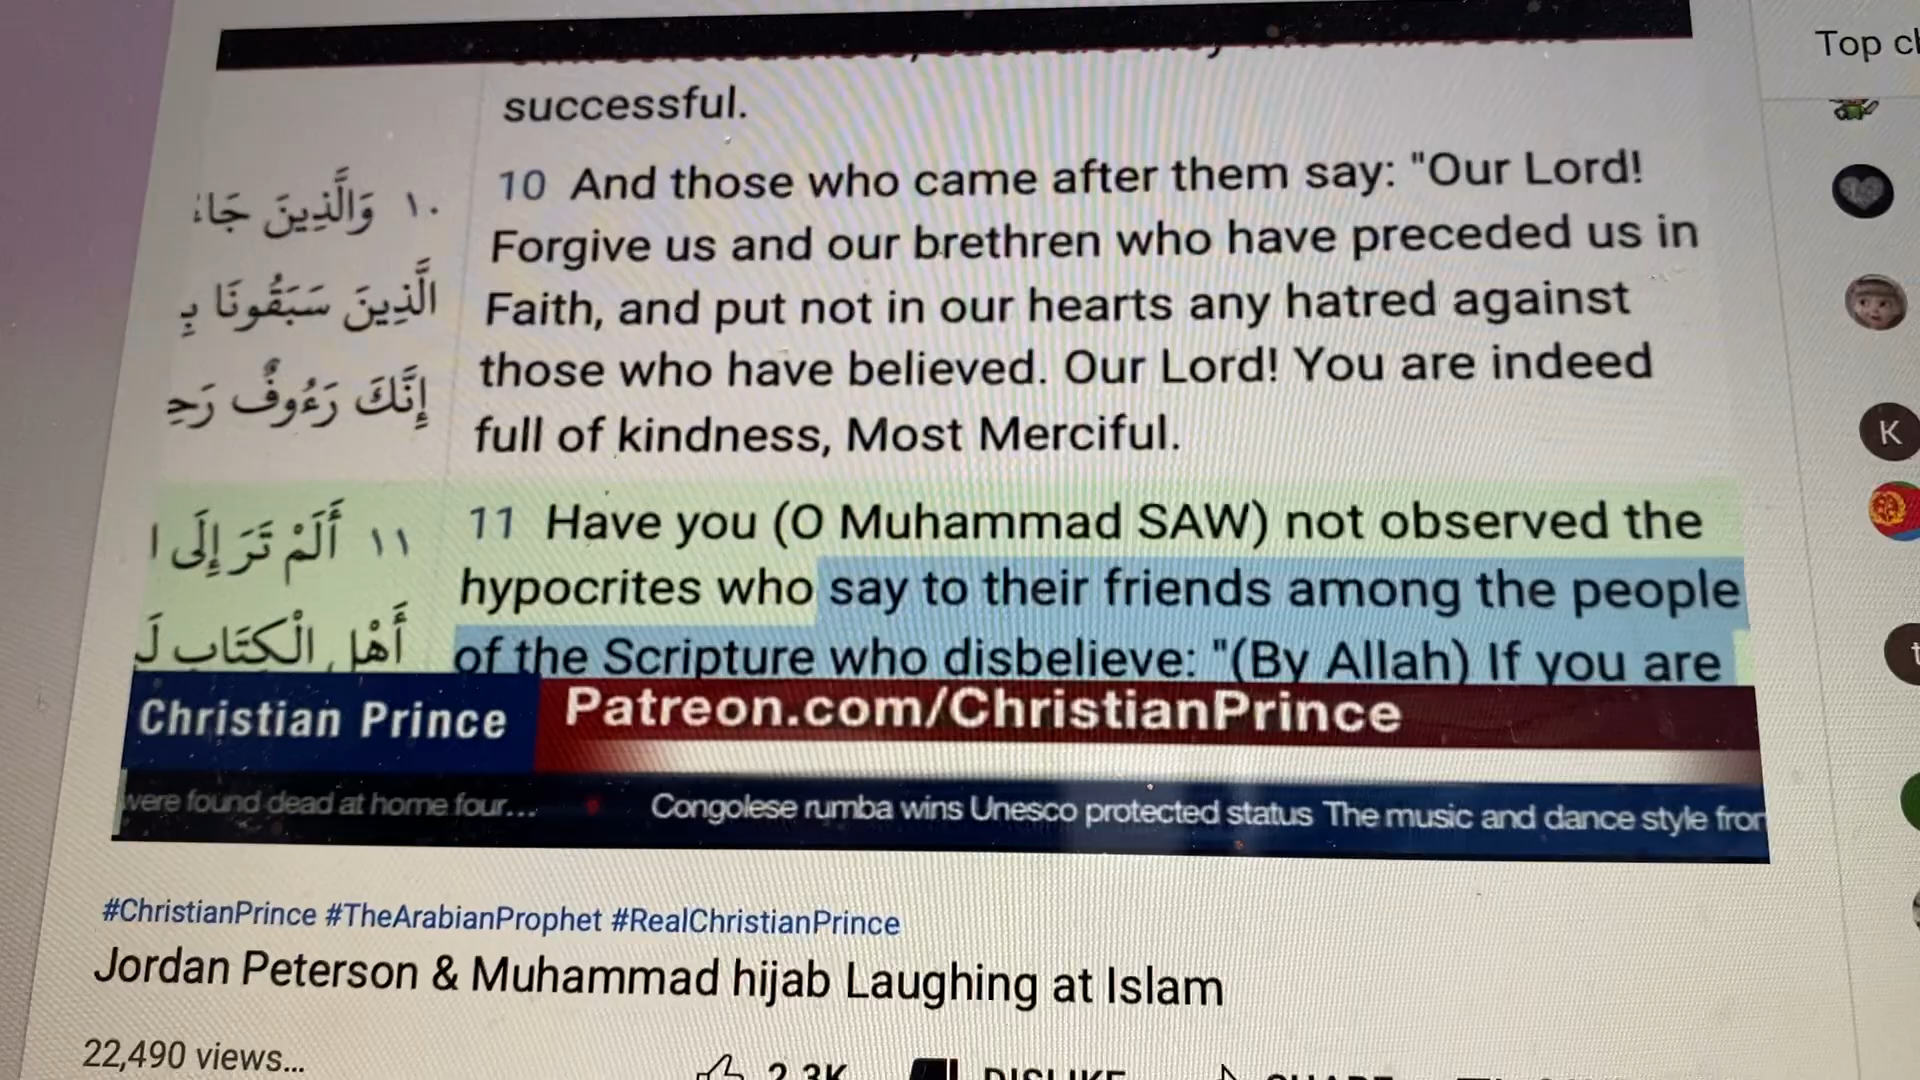 Top
successful.
10 And those who came after them say: "Our Lord!
Forgive us and our brethren who have preceded us in
Faith, and put not in our hearts any hatred against
those who have believed. Our Lord! You are indeed
full of kindness, Most Merciful.
١٠ وَالَّذِينَ جَاءُ
الَّذِينَ سَبَقُونَا بِ
إِنَّكَ رَءُوفٌ رَحِ
11 Have you (O Muhammad SAW) not observed the
hypocrites who say to their friends among the people
of the Scripture who disbelieve: "(By Allah) If you are
١١ أَلَمْ تَرَ إِلَى ا
أَهْلِ الْكِتَابِ لَ
K
t
Christian Prince
Patreon.com/ChristianPrince
were found dead at home four...
Congolese rumba wins Unesco protected status The music and dance style from
#ChristianPrince #TheArabianProphet #RealChristianPrince
Jordan Peterson & Muhammad hijab Laughing at Islam
22,490 views...
2.3K
DISLIKE
SHARE